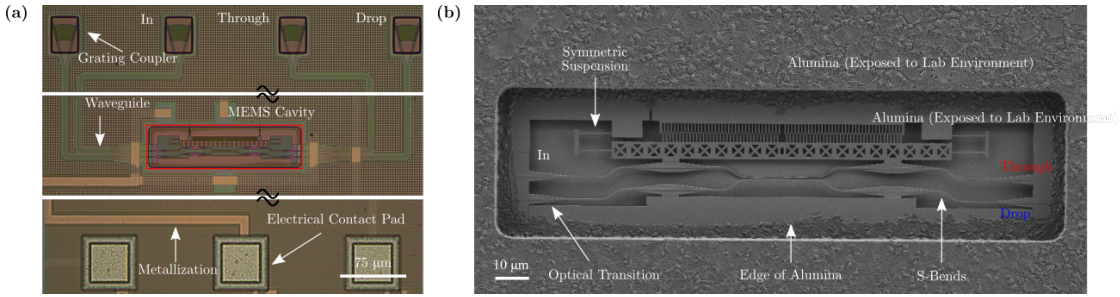 (a)
In
Through
Drop
Grating Coupler
Waveguide
MEMS Cavity
Electrical Contact Pad
Metallization
75 μm
(b)
Symmetric
Suspension
Alumina (Exposed to Lab Environment)
Alumina (Exposed to Lab Environment)
In
Through
Drop
10 μm
Optical Transition
Edge of Alumina
S-Bends